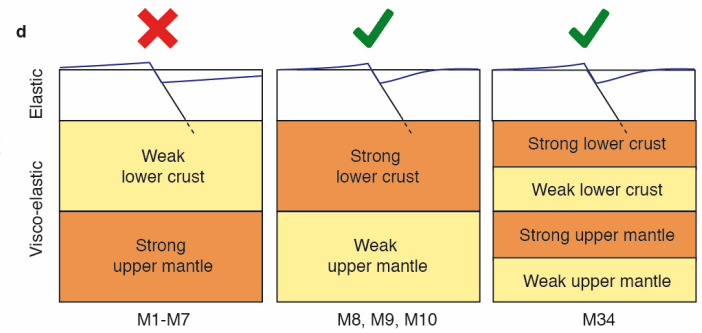 d
Elastic
Visco-elastic
Weak
lower crust
Strong
upper mantle
M1-M7
Strong
lower crust
Weak
upper mantle
M8, M9, M10
Strong lower crust
Weak lower crust
Strong upper mantle
Weak upper mantle
M34